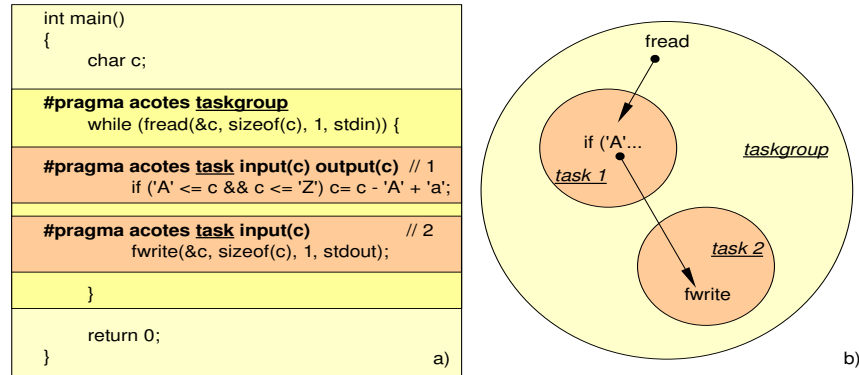 int main()
{
char c;
#pragma acotes taskgroup
while (fread(&c, sizeof(c), 1, stdin)) {
#pragma acotes task input(c) output(c) // 1
if ('A' <= c && c <= 'Z') c= c - 'A' + 'a';
#pragma acotes task input(c) // 2
fwrite(&c, sizeof(c), 1, stdout);
}
return 0;
}
a)
fread
if ('A'...
task 1
taskgroup
task 2
fwrite
b)